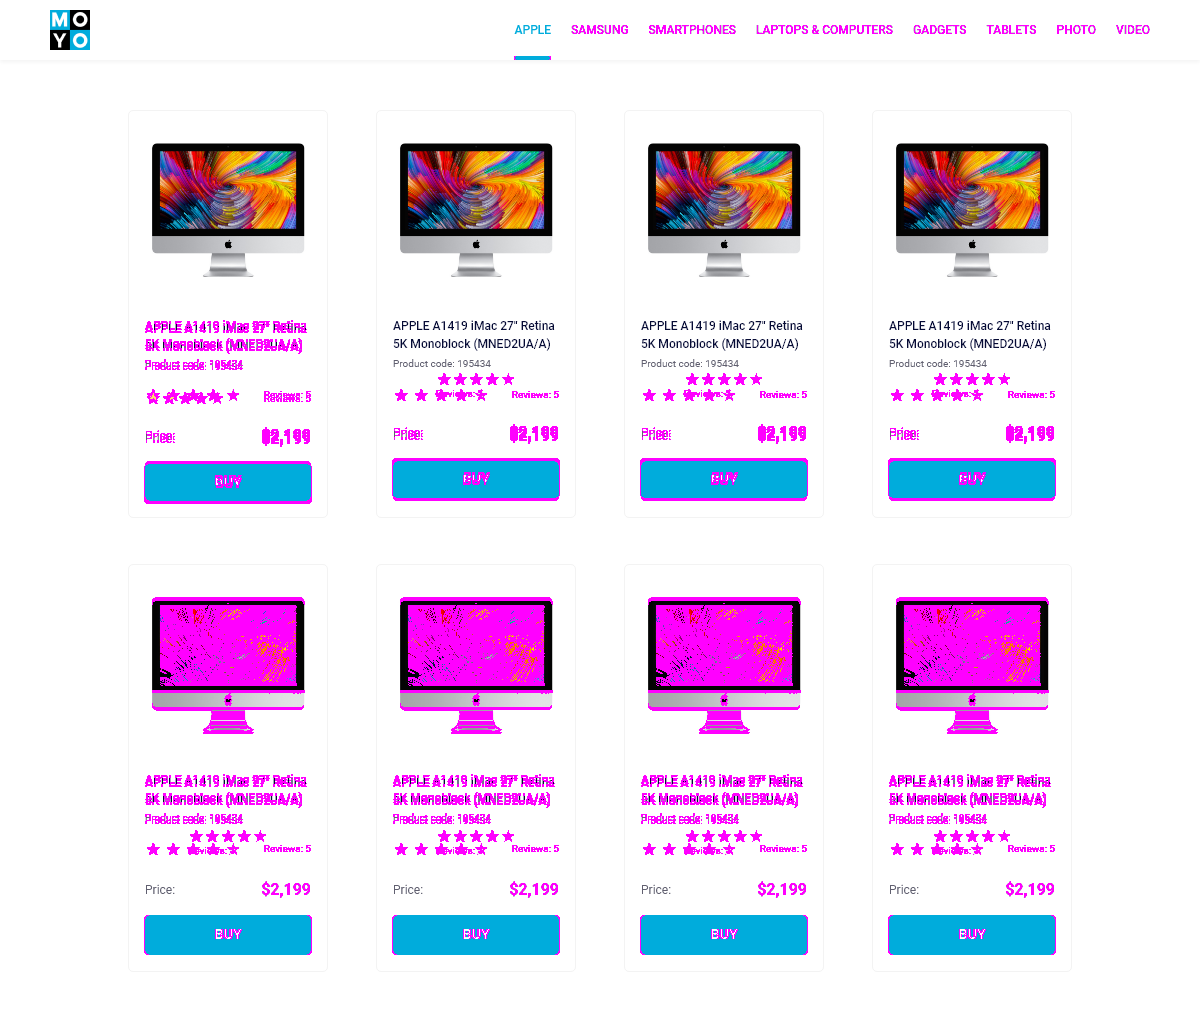 MO
YO
APPLE SAMSUNG SMARTPHONES LAPTOPS & COMPUTERS GADGETS TABLETS PHOTO VIDEO
APPLE A1419 iMac 27" Retina
5K Monoblock (MNED2UA/A)
Product code: 195434
Reviews: 5
Price: $2,199
BUY
APPLE A1419 iMac 27" Retina
5K Monoblock (MNED2UA/A)
Product code: 195434
Reviews: 5
Price: $2,199
BUY
APPLE A1419 iMac 27" Retina
5K Monoblock (MNED2UA/A)
Product code: 195434
Reviews: 5
Price: $2,199
BUY
APPLE A1419 iMac 27" Retina
5K Monoblock (MNED2UA/A)
Product code: 195434
Reviews: 5
Price: $2,199
BUY
APPLE A1419 iMac 27" Retina
5K Monoblock (MNED2UA/A)
Product code: 195434
Reviews: 5
Price: $2,199
BUY
APPLE A1419 iMac 27" Retina
5K Monoblock (MNED2UA/A)
Product code: 195434
Reviews: 5
Price: $2,199
BUY
APPLE A1419 iMac 27" Retina
5K Monoblock (MNED2UA/A)
Product code: 195434
Reviews: 5
Price: $2,199
BUY
APPLE A1419 iMac 27" Retina
5K Monoblock (MNED2UA/A)
Product code: 195434
Reviews: 5
Price: $2,199
BUY